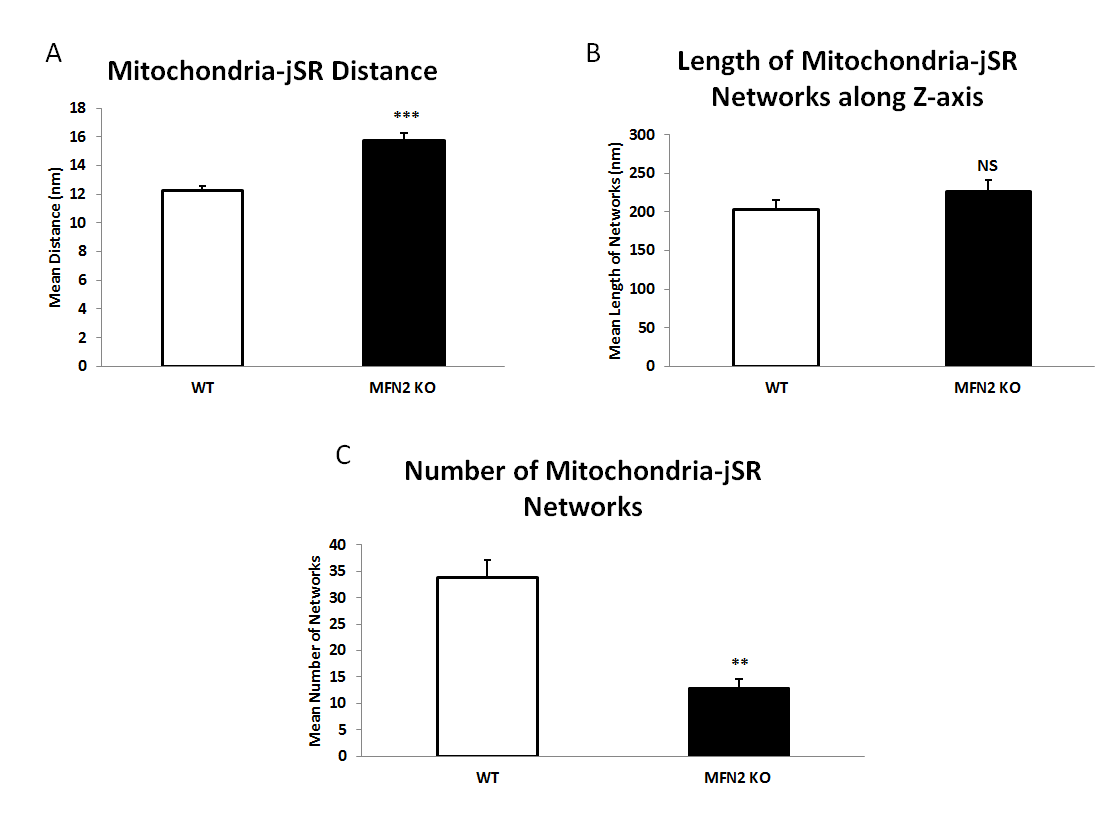 A
Mitochondria-jSR Distance
Mean Distance (nm)
18
16
14
12
10
8
6
4
2
0
***
WT
MFN2 KO
B
Length of Mitochondria-jSR
Networks along Z-axis
Mean Length of Networks (nm)
300
250
200
150
100
50
0
NS
WT
MFN2 KO
C
Number of Mitochondria-jSR
Networks
Mean Number of Networks
40
35
30
25
20
15
10
5
0
**
WT
MFN2 KO